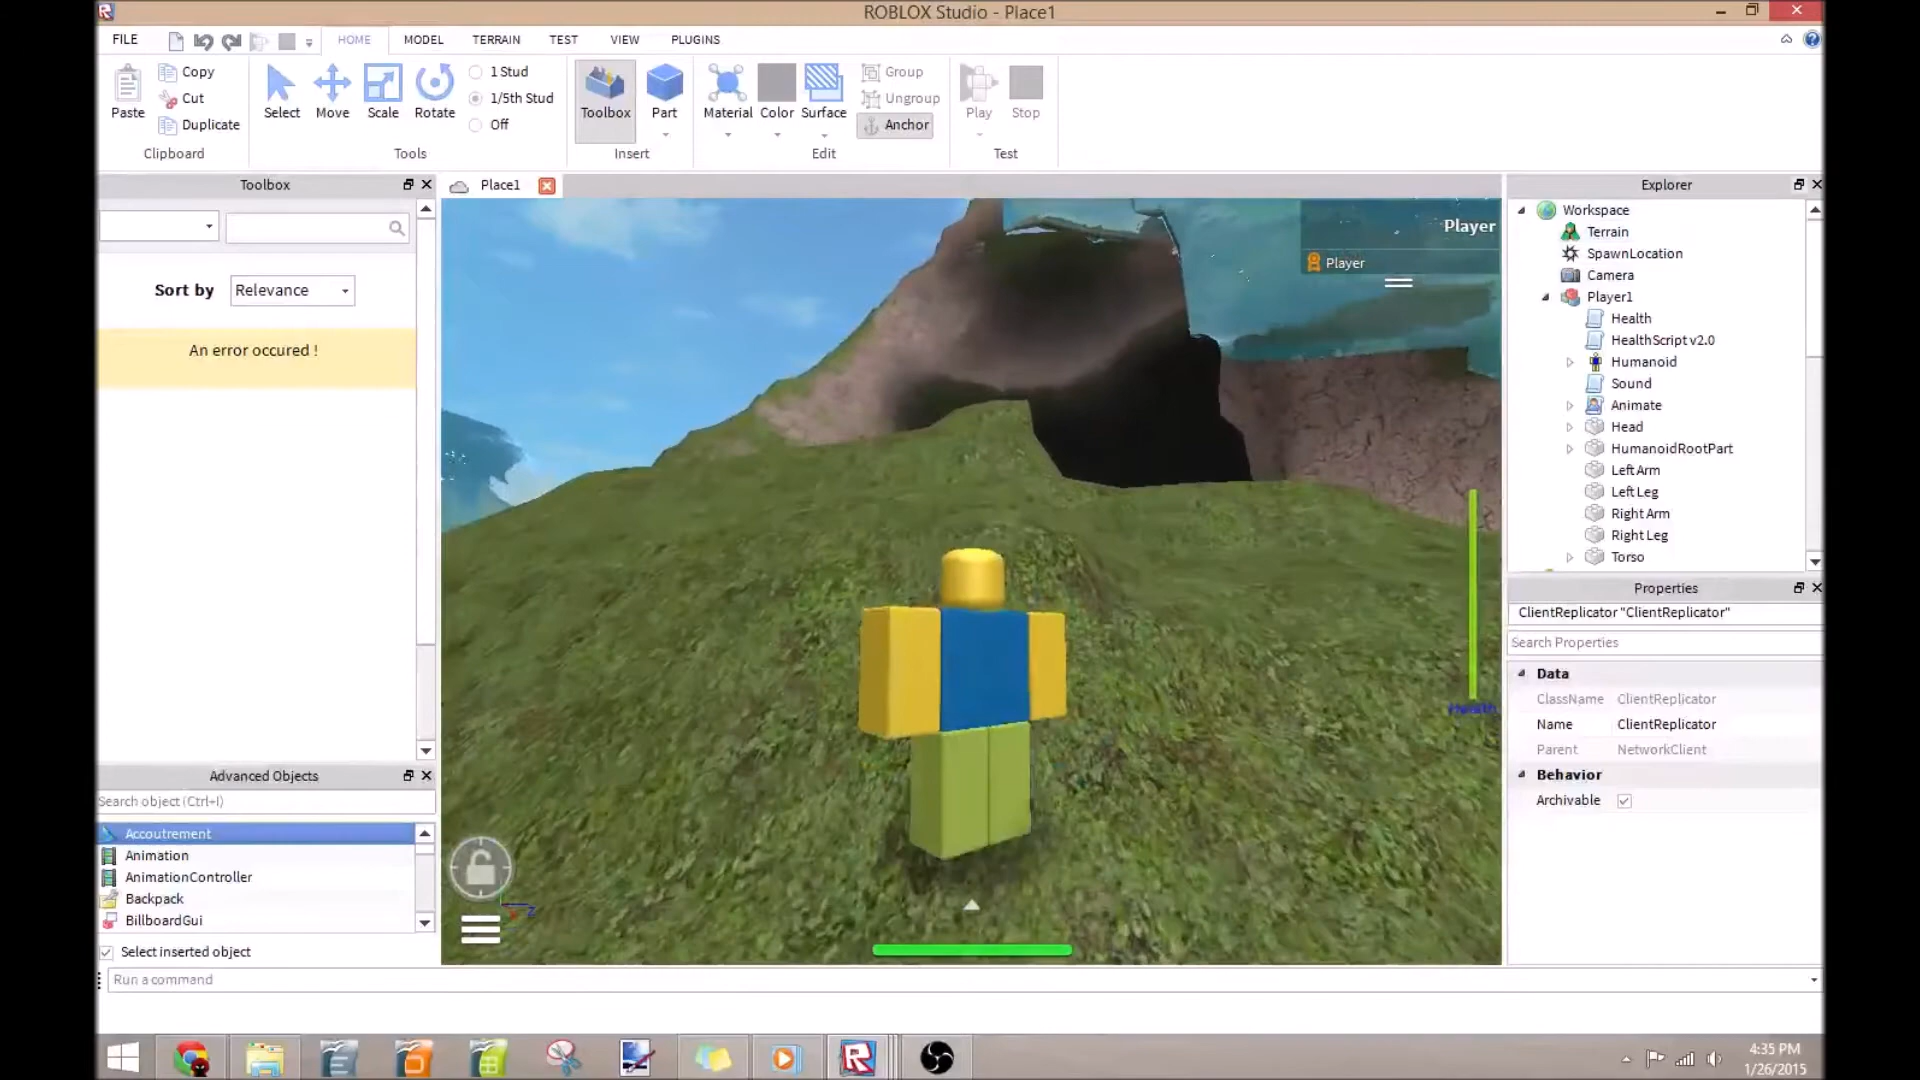 ROBLOX Studio - Place1
FILE HOME MODEL TERRAIN TEST VIEW PLUGINS
Paste
Copy
Cut
Duplicate
Clipboard
Select Move Scale Rotate
1 Stud
1/5th Stud
Off
Tools
Toolbox Part
Insert
Material Color Surface
Group
Ungroup
Anchor
Edit
Play Stop
Test
Toolbox
Sort by Relevance
An error occured !
Advanced Objects
Search object (Ctrl+I)
Accoutrement
Animation
AnimationController
Backpack
BillboardGui
Select inserted object
Run a command
Place1
Player
Player
Health
Z
Explorer
Workspace
Terrain
SpawnLocation
Camera
Player1
Health
HealthScript v2.0
Humanoid
Sound
Animate
Head
HumanoidRootPart
Left Arm
Left Leg
Right Arm
Right Leg
Torso
Properties
ClientReplicator "ClientReplicator"
Search Properties
Data
ClassName ClientReplicator
Name ClientReplicator
Parent NetworkClient
Behavior
Archivable
4:35 PM
1/26/2015